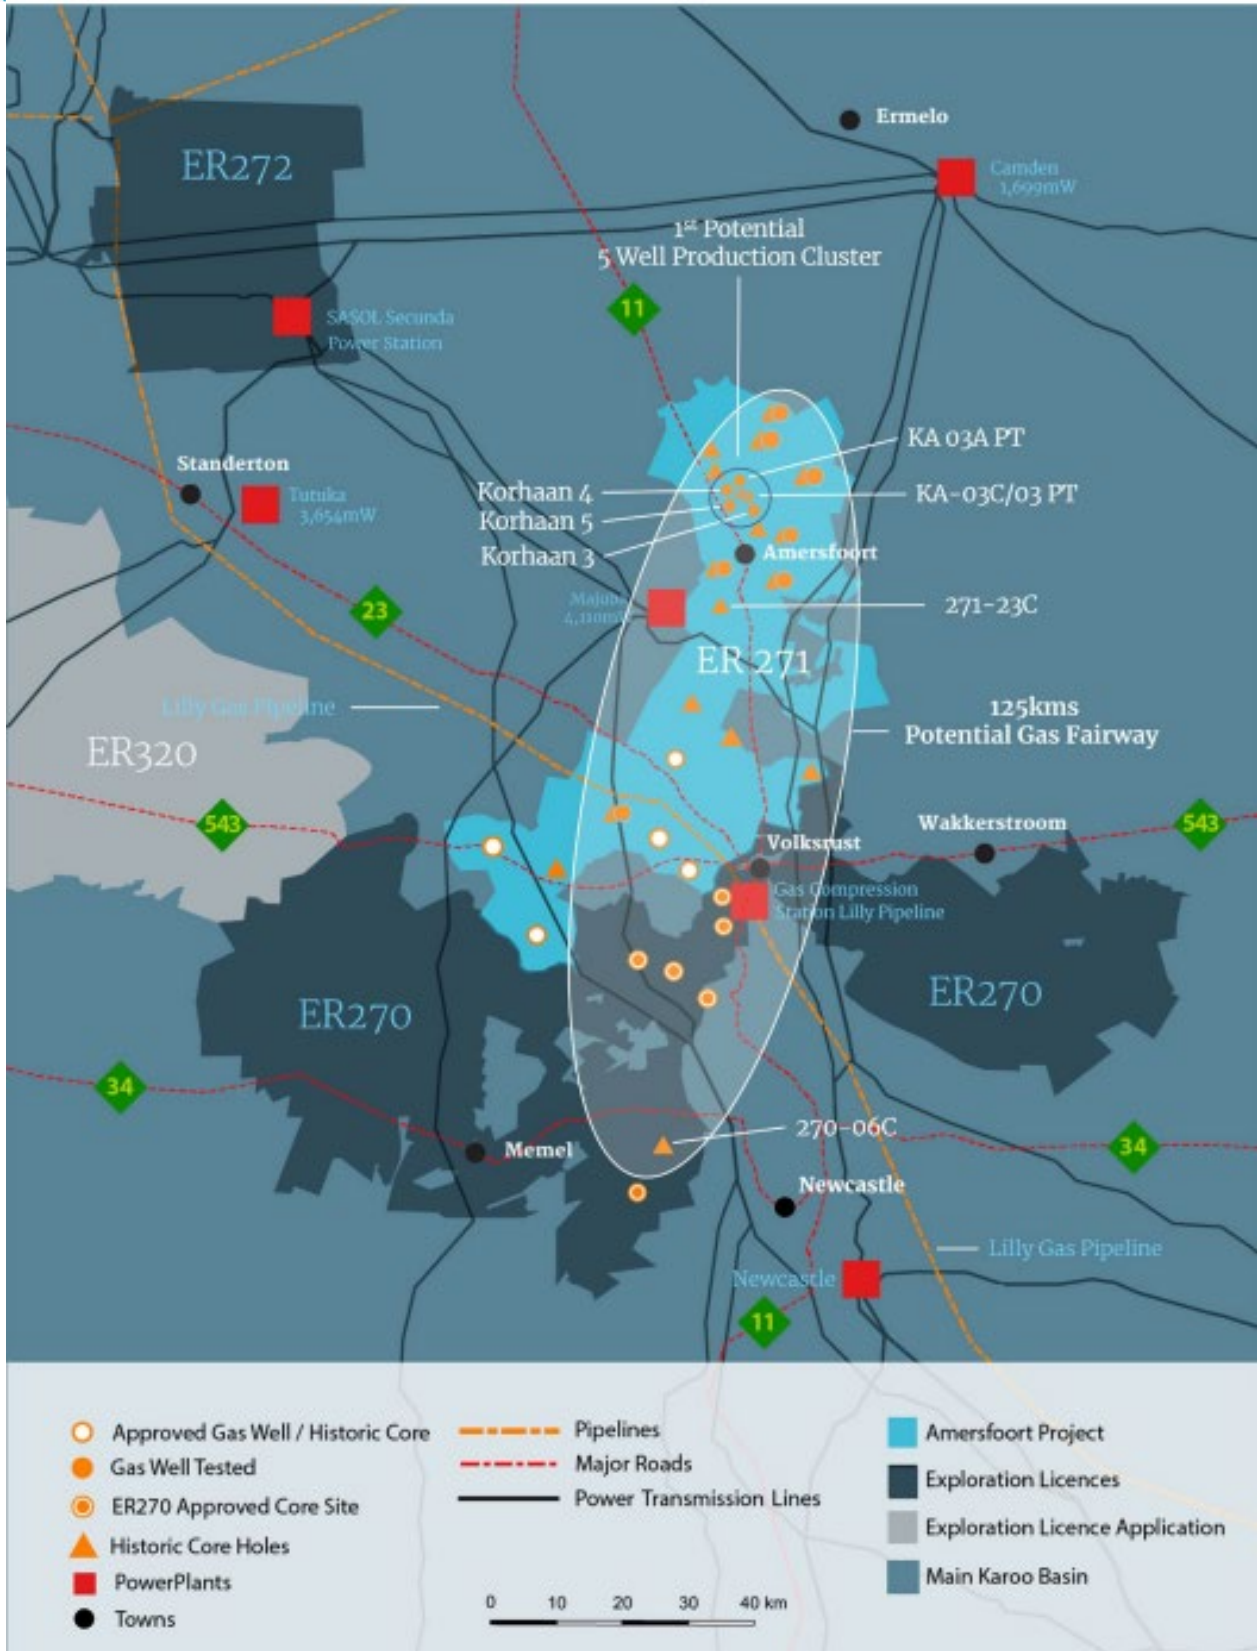 Ermelo
ER272
Camden
1,699mW
1st Potential
5 Well Production Cluster
11
SASOL Secunda
Power Station
KA 03A PT
Standerton
Korhaan 4
KA-03C/03 PT
Tutuka
3,654mW
Korhaan 5
Korhaan 3
Amersfoort
Majuba
4,110mW
271-23C
23
ER 271
Lilly Gas Pipeline
125kms
Potential Gas Fairway
ER320
543
Wakkerstroom
543
Volksrust
Gas Compression
Station Lilly Pipeline
ER270
ER270
34
270-06C
34
Memel
Newcastle
Lilly Gas Pipeline
Newcastle
11
Approved Gas Well / Historic Core
Gas Well Tested
ER270 Approved Core Site
Historic Core Holes
PowerPlants
Towns
Pipelines
Major Roads
Power Transmission Lines
0 10 20 30 40 km
Amersfoort Project
Exploration Licences
Exploration Licence Application
Main Karoo Basin